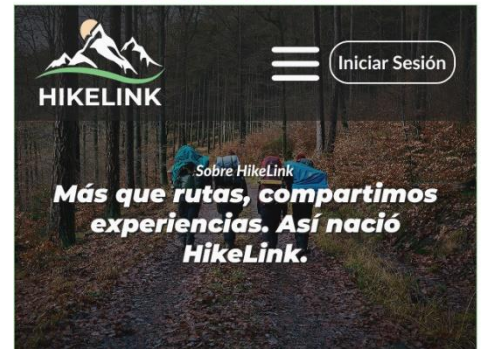 HIKELINK
Iniciar Sesión
Sobre HikeLink
Más que rutas, compartimos
experiencias. Así nació
HikeLink.